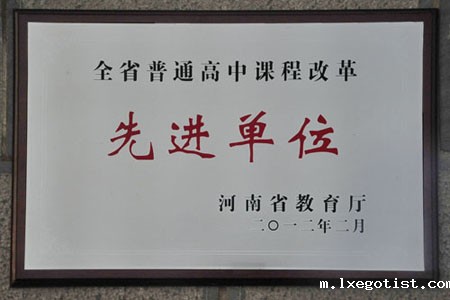 全省普通高中课程改革
先进单位
河南省教育厅
二〇一二年二月
m.lxegotist.com